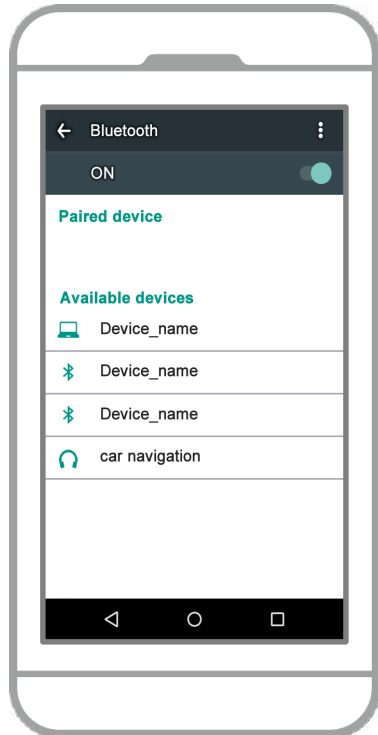 Bluetooth
ON
Paired device
Available devices
Device_name
Device_name
Device_name
car navigation